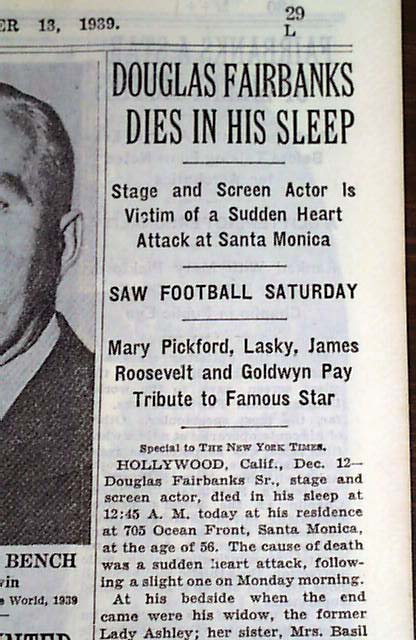 ER 13, 1939.
29
L
DOUGLAS FAIRBANKS
DIES IN HIS SLEEP
Stage and Screen Actor Is
Victim of a Sudden Heart
Attack at Santa Monica
SAW FOOTBALL SATURDAY
Mary Pickford, Lasky, James
Roosevelt and Goldwyn Pay
Tribute to Famous Star
Special to THE NEW YORK TIMES.
HOLLYWOOD, Calif., Dec. 12—
Douglas Fairbanks Sr., stage and
screen actor, died in his sleep at
12:45 A. M. today at his residence
at 705 Ocean Front, Santa Monica,
at the age of 56. The cause of death
was a sudden heart attack, follow-
ing a slight one on Monday morning.
At his bedside when the end
came were his widow, the former
Lady Ashley; her sister, Mrs. Basil
BENCH
World, 1939